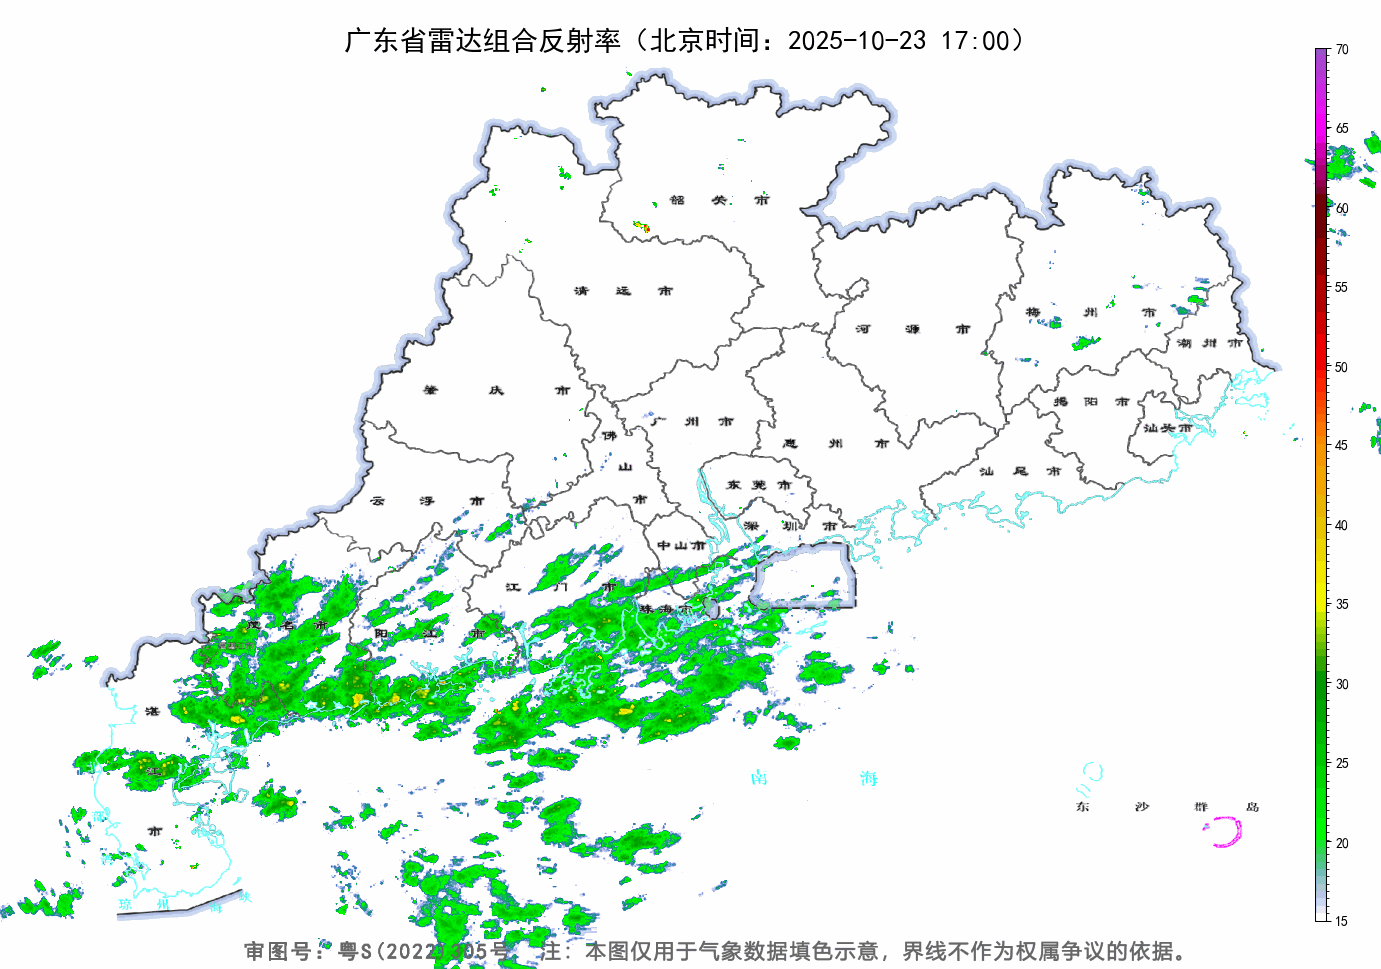 广东省雷达组合反射率（北京时间：2025-10-23 17:00）
70
65
60
55
50
45
40
35
30
25
20
15
韶关市
清远市
河源市
梅州市
潮州市
肇庆市
揭阳市
汕头市
广州市
佛山市
惠州市
汕尾市
云浮市
东莞市
深圳市
中山市
江门市
珠海市
茂名市
阳江市
湛江市
南海
东沙群岛
琼州海峡
审图号：粤S(2022)305号 注：本图仅用于气象数据填色示意，界线不作为权属争议的依据。